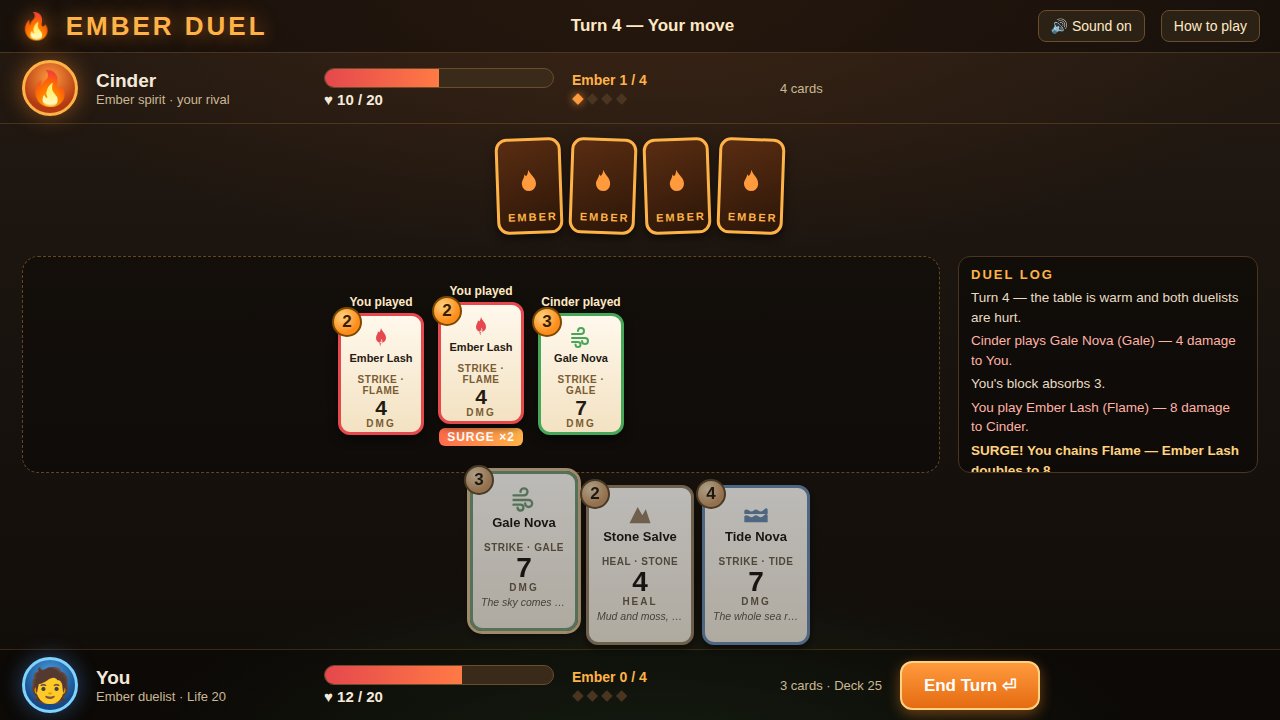 EMBER DUEL
Turn 4 — Your move
🔊 Sound on
How to play
Cinder
Ember spirit · your rival
♥ 10 / 20
Ember 1 / 4
4 cards
EMBER
EMBER
EMBER
EMBER
You played
2
Ember Lash
STRIKE ·
FLAME
4
DMG
You played
2
Ember Lash
STRIKE ·
FLAME
4
DMG
SURGE ×2
Cinder played
3
Gale Nova
STRIKE ·
GALE
7
DMG
DUEL LOG
Turn 4 — the table is warm and both duelists
are hurt.
Cinder plays Gale Nova (Gale) — 4 damage
to You.
You's block absorbs 3.
You play Ember Lash (Flame) — 8 damage
to Cinder.
SURGE! You chains Flame — Ember Lash
doubles to 8
3
Gale Nova
STRIKE · GALE
7
DMG
The sky comes …
2
Stone Salve
HEAL · STONE
4
HEAL
Mud and moss, …
4
Tide Nova
STRIKE · TIDE
7
DMG
The whole sea r…
You
Ember duelist · Life 20
♥ 12 / 20
Ember 0 / 4
3 cards · Deck 25
End Turn ⏎